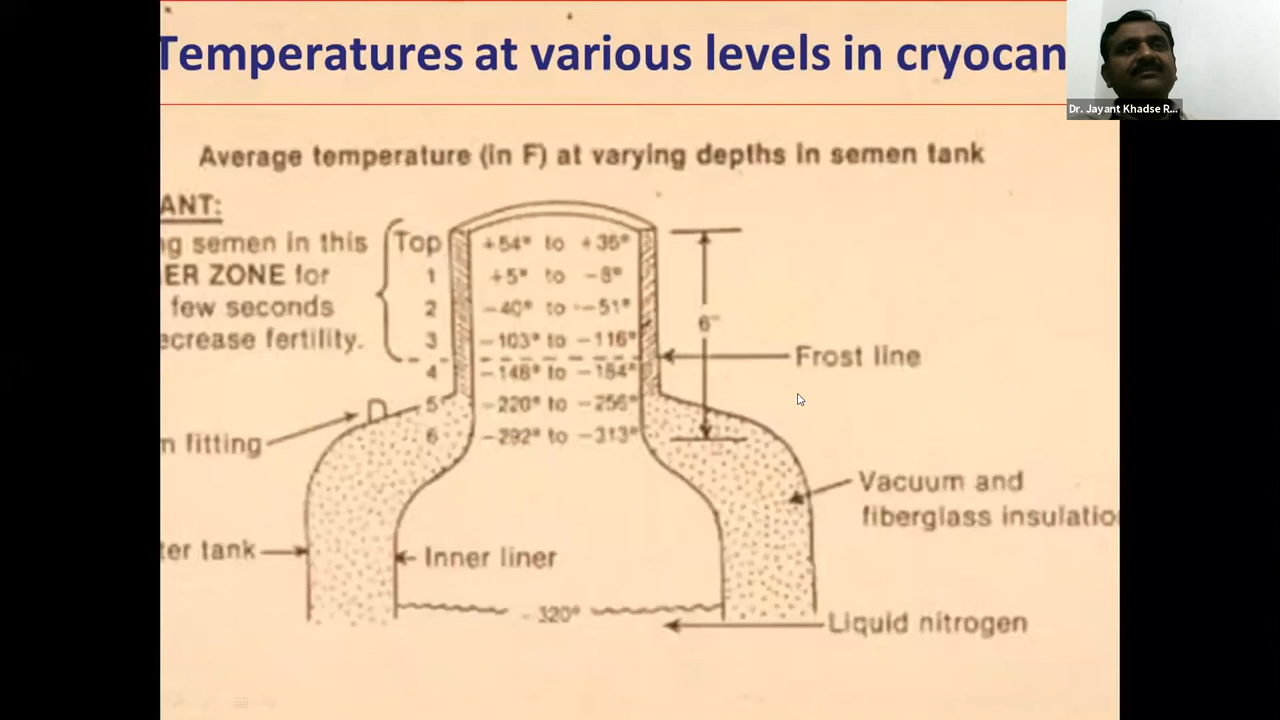 Temperatures at various levels in cryocan
Dr. Jayant Khadse R...
Average temperature (in F) at varying depths in semen tank
ANT:
g semen in this
ER ZONE for
few seconds
ecrease fertility.
Top +54° to +36°
1 +5° to -8°
2 -40° to -51°
3 -103° to -116°
4 -148° to -184°
5 -220° to -256°
6 -292° to -313°
6"
Frost line
n fitting
Vacuum and
fiberglass insulatio
ter tank
Inner liner
-320°
Liquid nitrogen